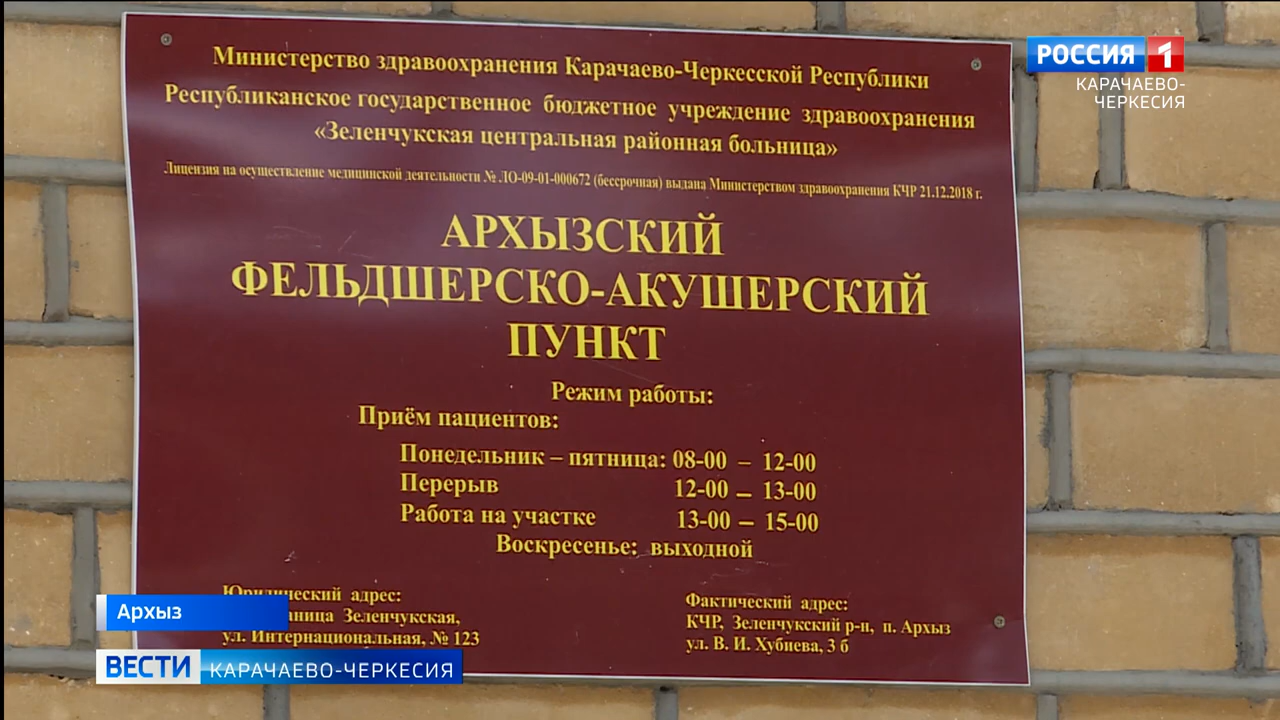 Министерство здравоохранения Карачаево-Черкесской Республики
Республиканское государственное бюджетное учреждение здравоохранения
«Зеленчукская центральная районная больница»
Лицензия на осуществление медицинской деятельности № ЛО-09-01-000672 (бессрочная) выдана Министерством здравоохранения КЧР 21.12.2018 г.
АРХЫЗСКИЙ
ФЕЛЬДШЕРСКО-АКУШЕРСКИЙ
ПУНКТ
Режим работы:
Приём пациентов:
Понедельник – пятница: 08-00 – 12-00
Перерыв 12-00 – 13-00
Работа на участке 13-00 – 15-00
Воскресенье: выходной
Юридический адрес:
Зеленчукская,
ул. Интернациональная, № 123
Фактический адрес:
КЧР, Зеленчукский р-н, п. Архыз
ул. В. И. Хубиева, 3 б
РОССИЯ 1
КАРАЧАЕВО-
ЧЕРКЕСИЯ
Архыз
ВЕСТИ КАРАЧАЕВО-ЧЕРКЕСИЯ